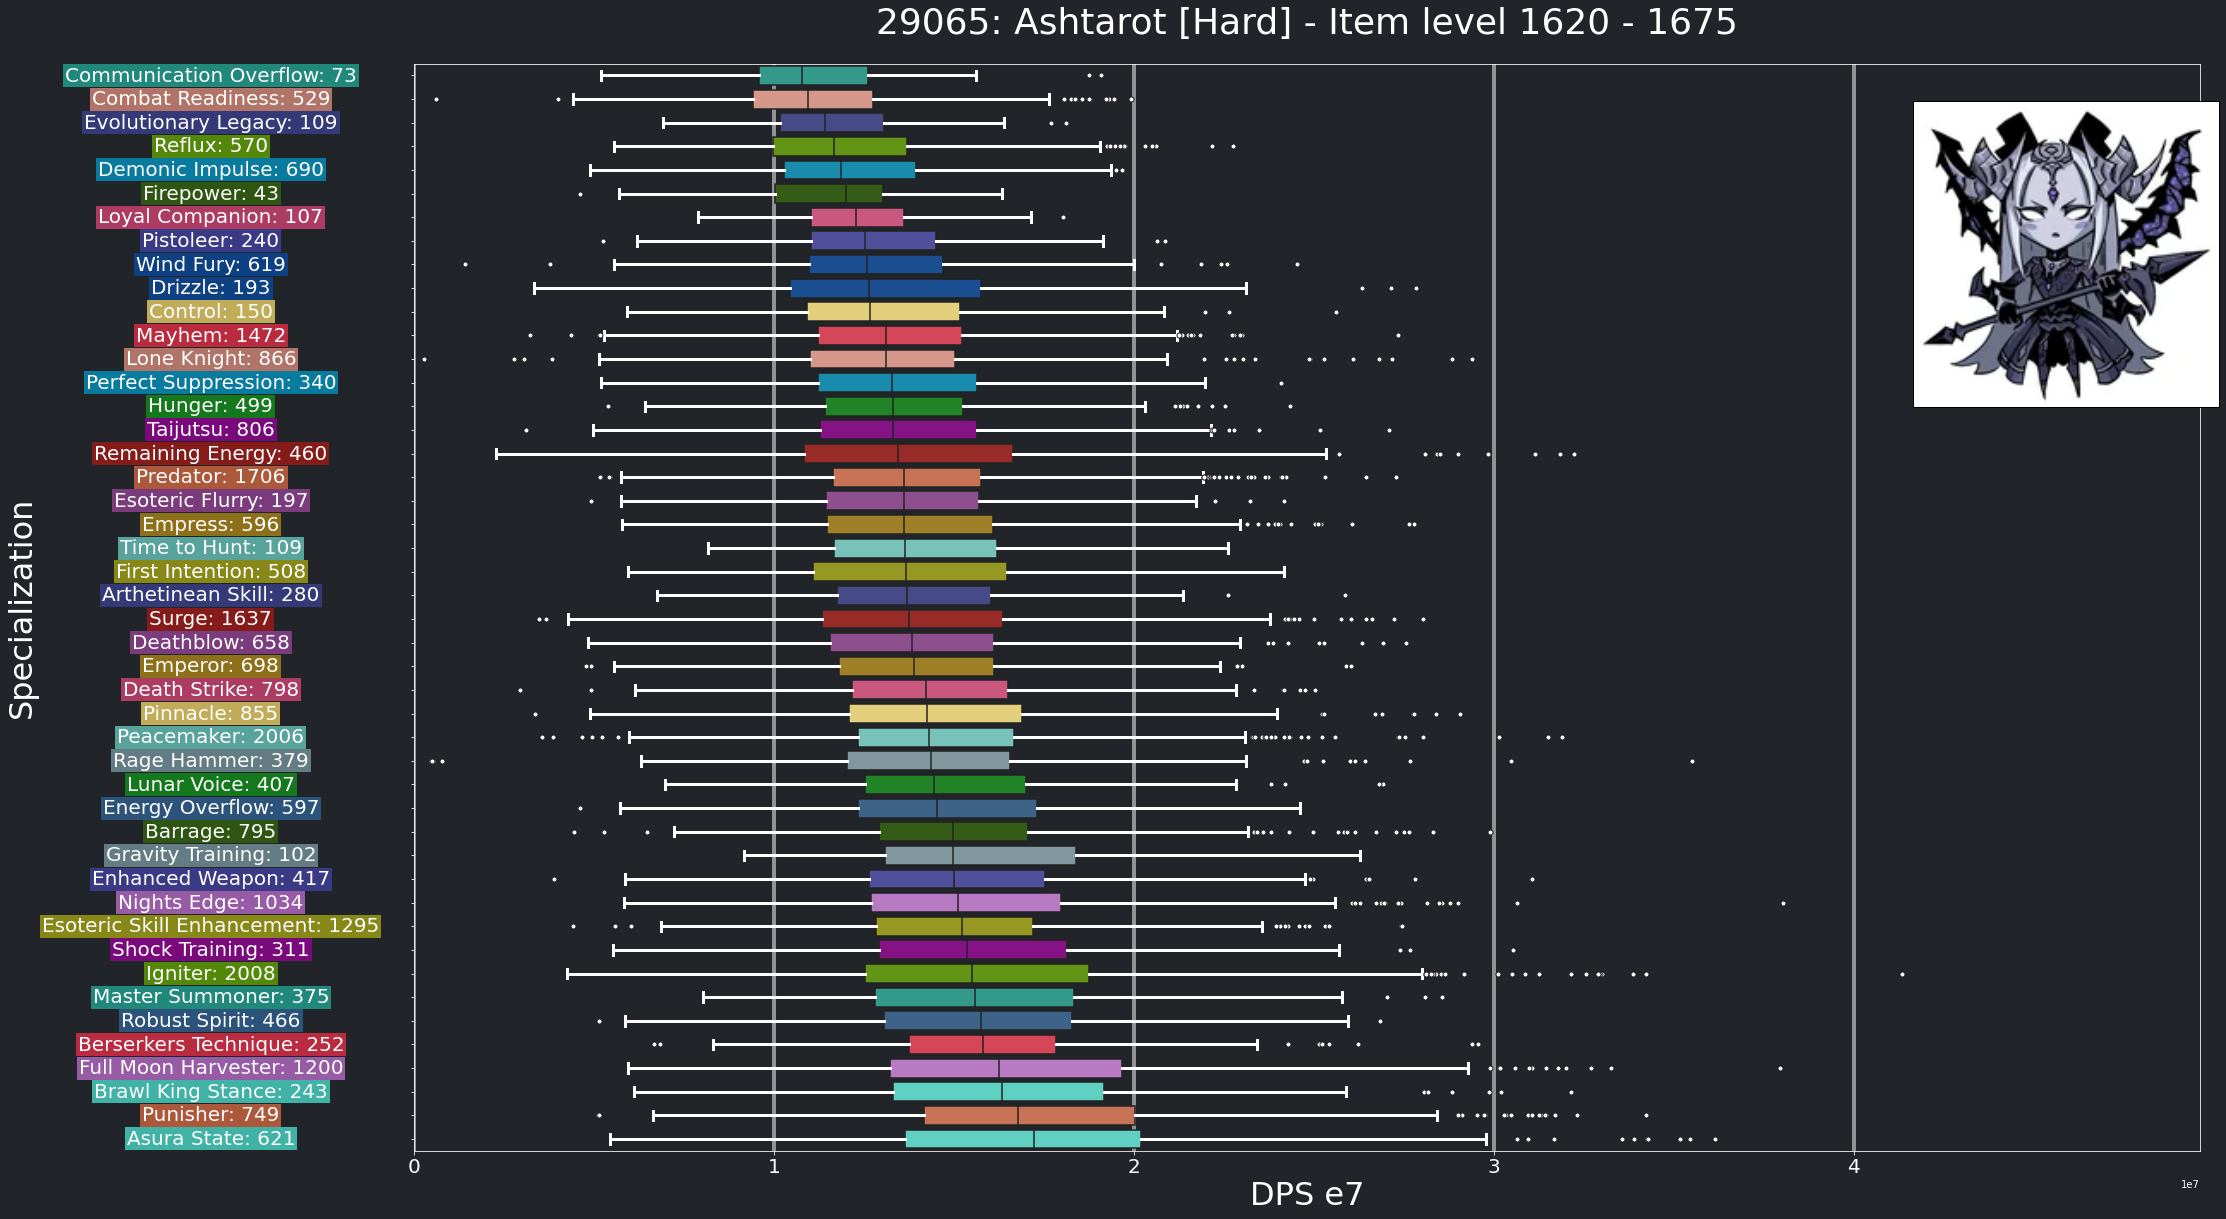 29065: Ashtarot [Hard] - Item level 1620 - 1675
Communication Overflow: 73
Combat Readiness: 529
Evolutionary Legacy: 109
Reflux: 570
Demonic Impulse: 690
Firepower: 43
Loyal Companion: 107
Pistoleer: 240
Wind Fury: 619
Drizzle: 193
Control: 150
Mayhem: 1472
Lone Knight: 866
Perfect Suppression: 340
Hunger: 499
Taijutsu: 806
Remaining Energy: 460
Predator: 1706
Esoteric Flurry: 197
Empress: 596
Time to Hunt: 109
First Intention: 508
Arthetinean Skill: 280
Surge: 1637
Deathblow: 658
Emperor: 698
Death Strike: 798
Pinnacle: 855
Peacemaker: 2006
Rage Hammer: 379
Lunar Voice: 407
Energy Overflow: 597
Barrage: 795
Gravity Training: 102
Enhanced Weapon: 417
Nights Edge: 1034
Esoteric Skill Enhancement: 1295
Shock Training: 311
Igniter: 2008
Master Summoner: 375
Robust Spirit: 466
Berserkers Technique: 252
Full Moon Harvester: 1200
Brawl King Stance: 243
Punisher: 749
Asura State: 621
Specialization
0 1 2 3 4
DPS e7
1e7